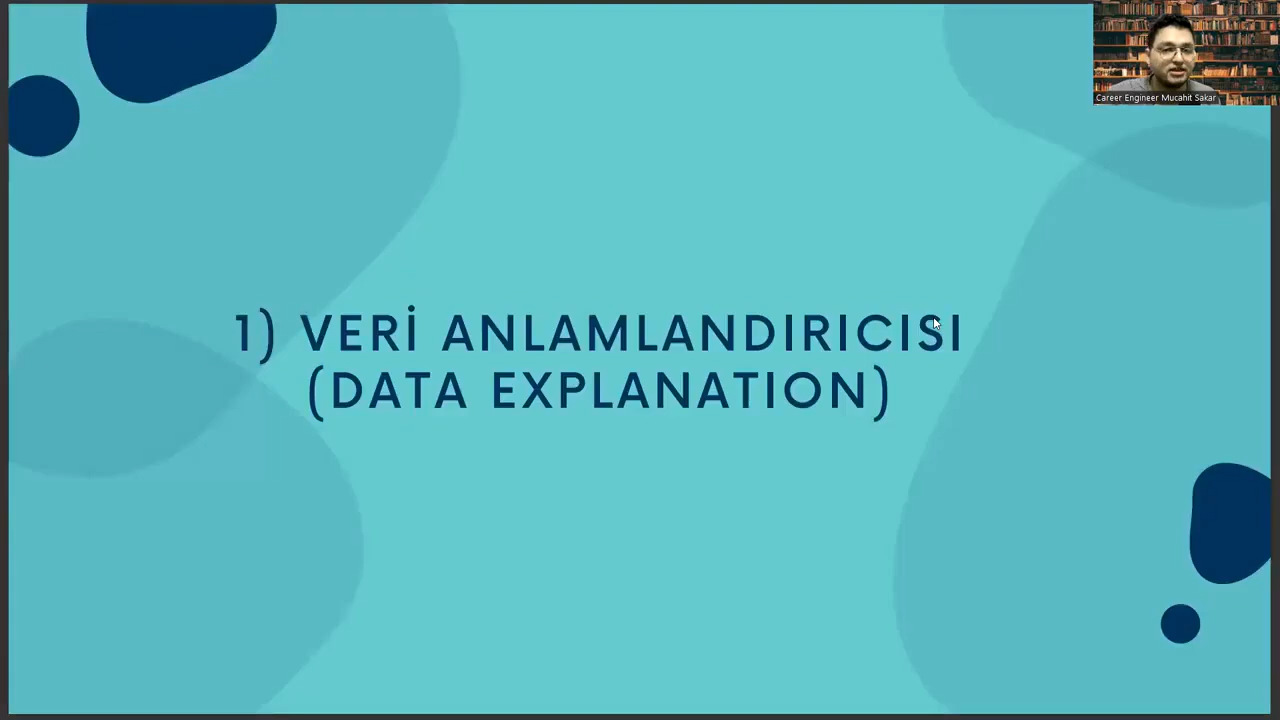 Career Engineer Mucahit Sakar
1) VERİ ANLAMLANDIRICISI
(DATA EXPLANATION)